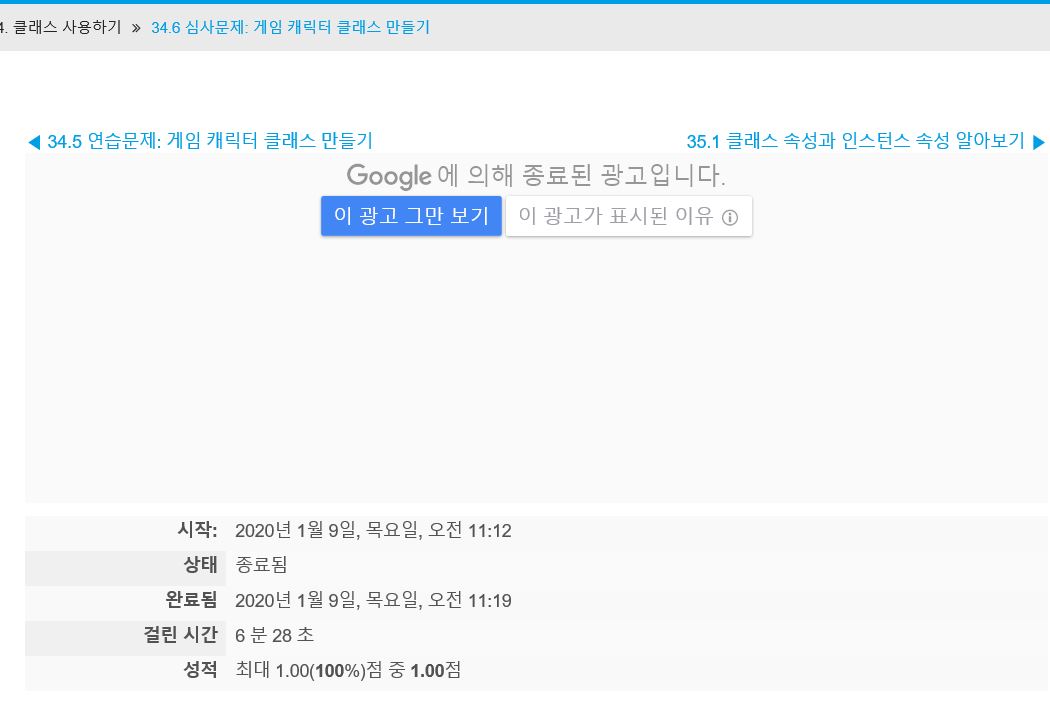 4. 클래스 사용하기 » 34.6 심사문제: 게임 캐릭터 클래스 만들기
◀ 34.5 연습문제: 게임 캐릭터 클래스 만들기 35.1 클래스 속성과 인스턴스 속성 알아보기 ▶
Google에 의해 종료된 광고입니다.
이 광고 그만 보기 이 광고가 표시된 이유 ⓘ
시작: 2020년 1월 9일, 목요일, 오전 11:12
상태 종료됨
완료됨 2020년 1월 9일, 목요일, 오전 11:19
걸린 시간 6 분 28 초
성적 최대 1.00(100%)점 중 1.00점